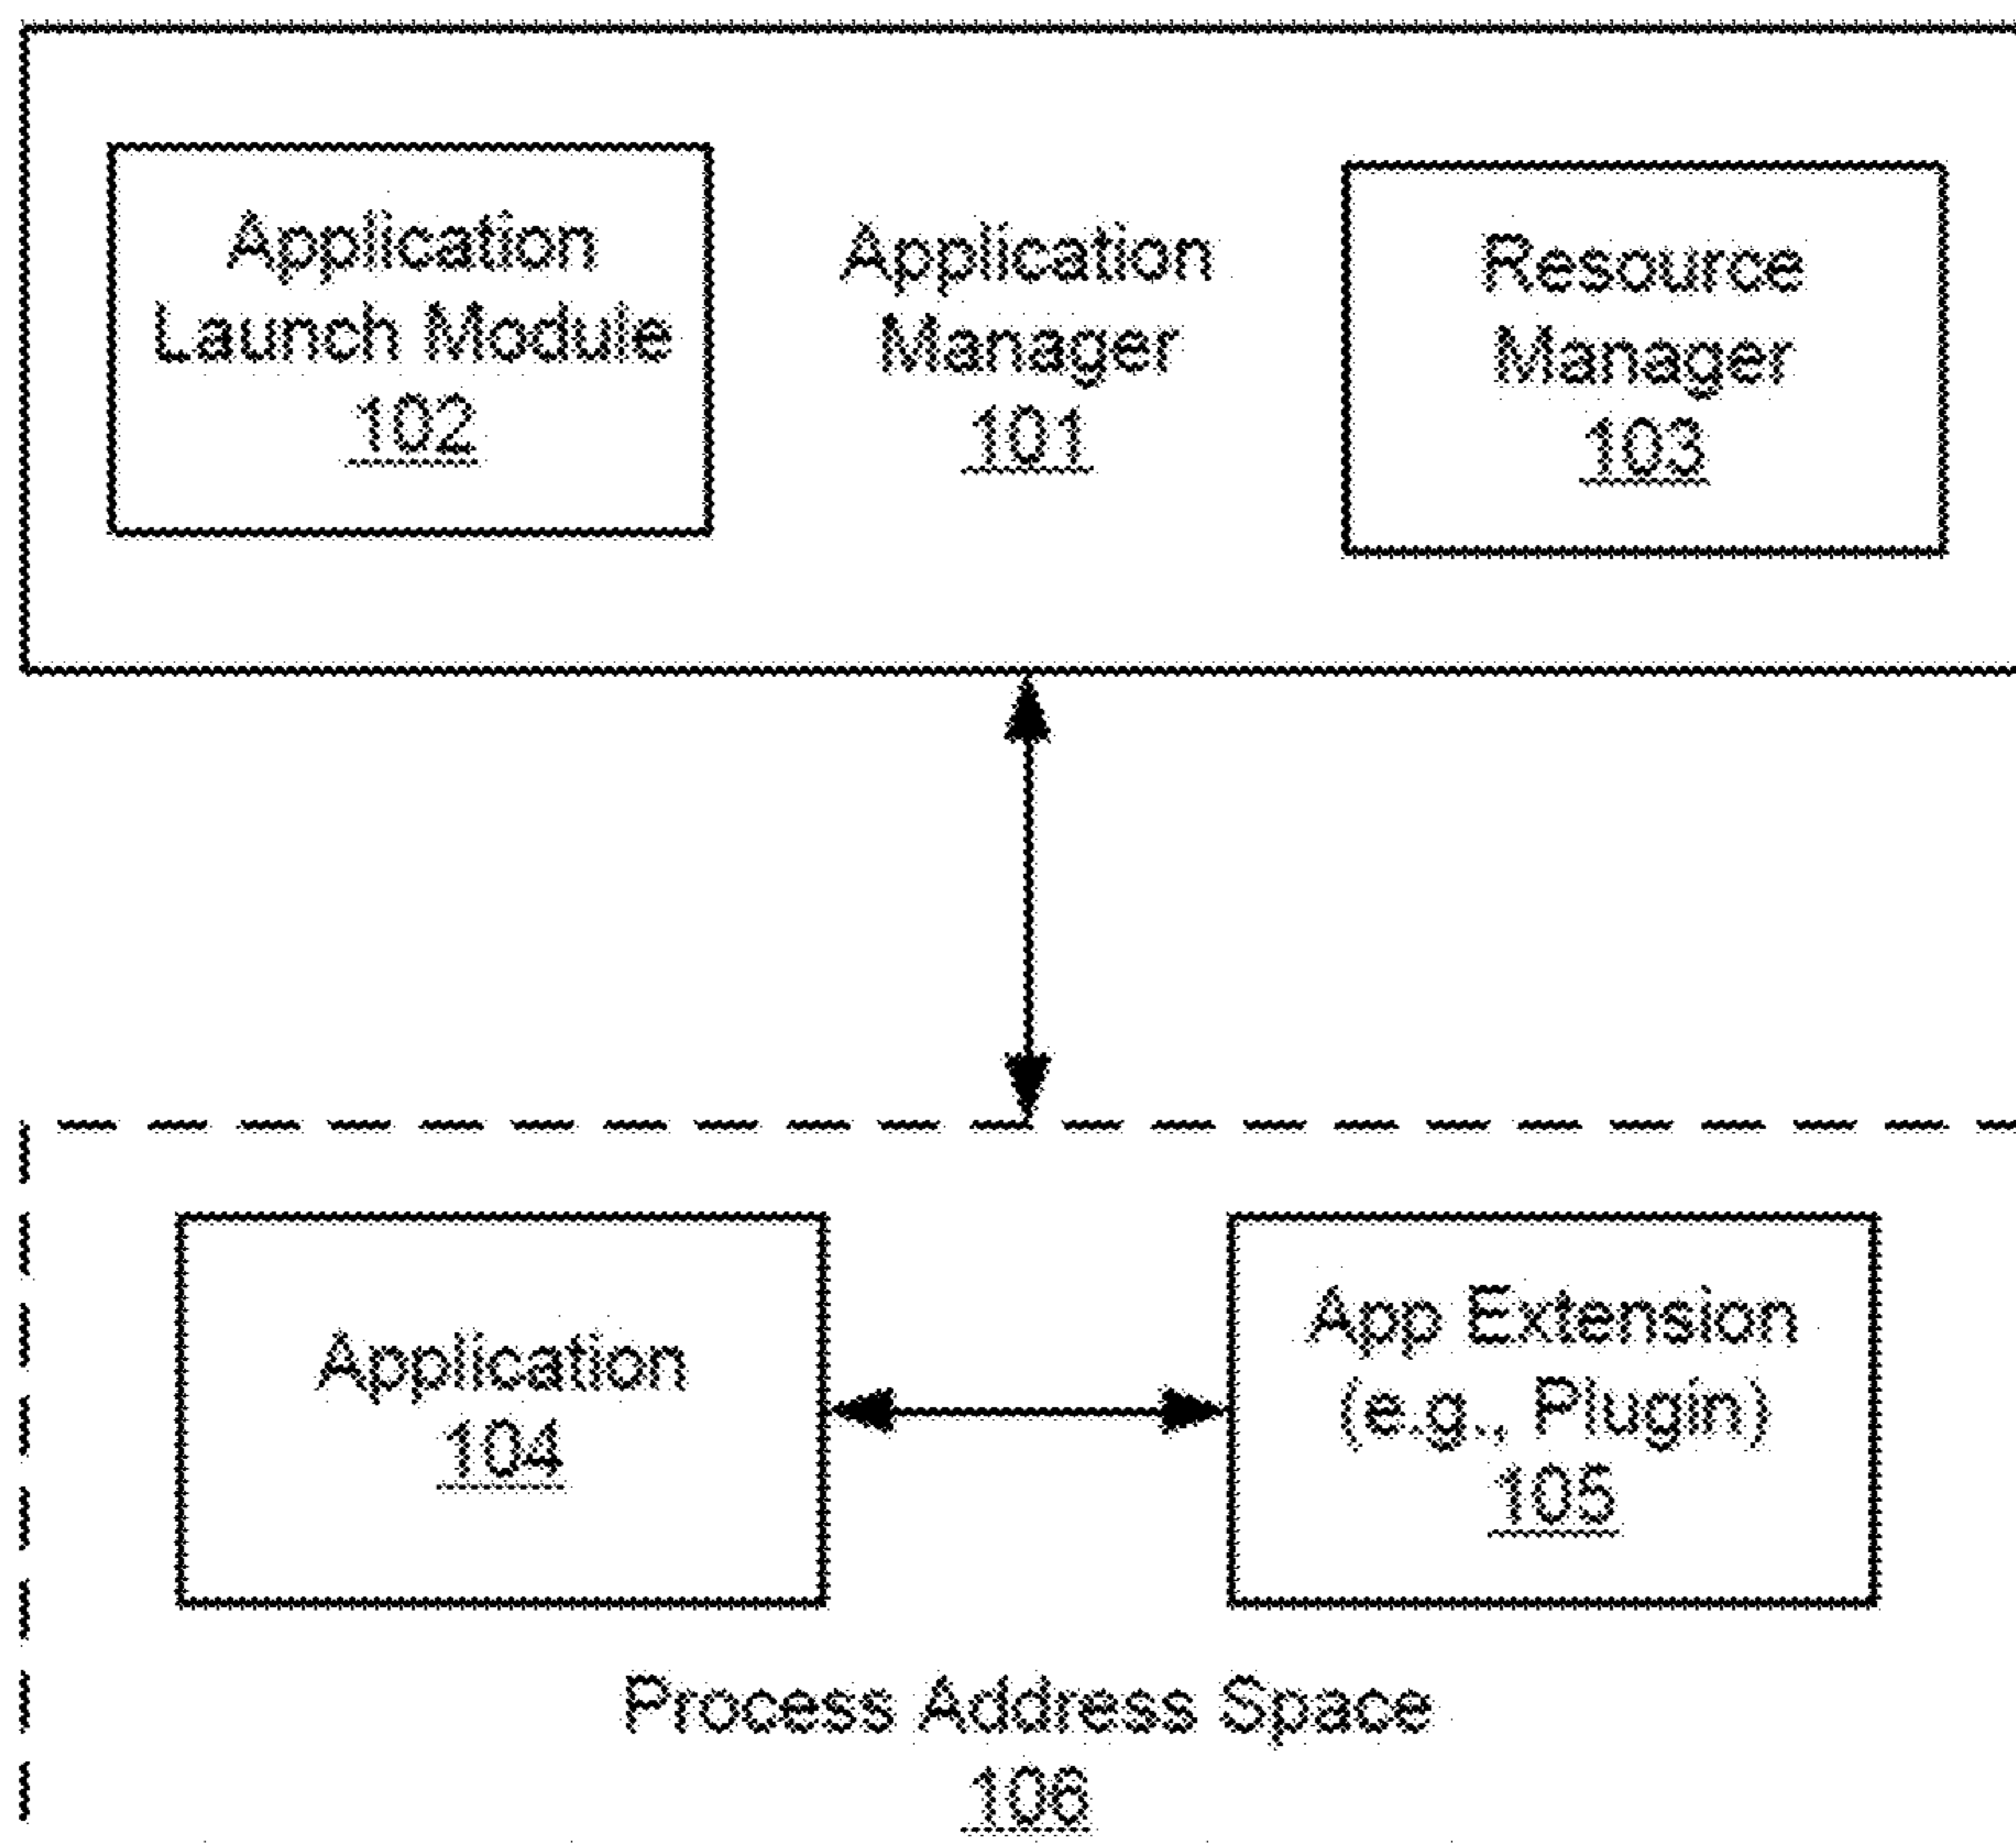 Application
Launch Module
102
Application
Manager
101
Resource
Manager
103
Application
104
App Extension
(e.g., Plugin)
105
Process Address Space
106